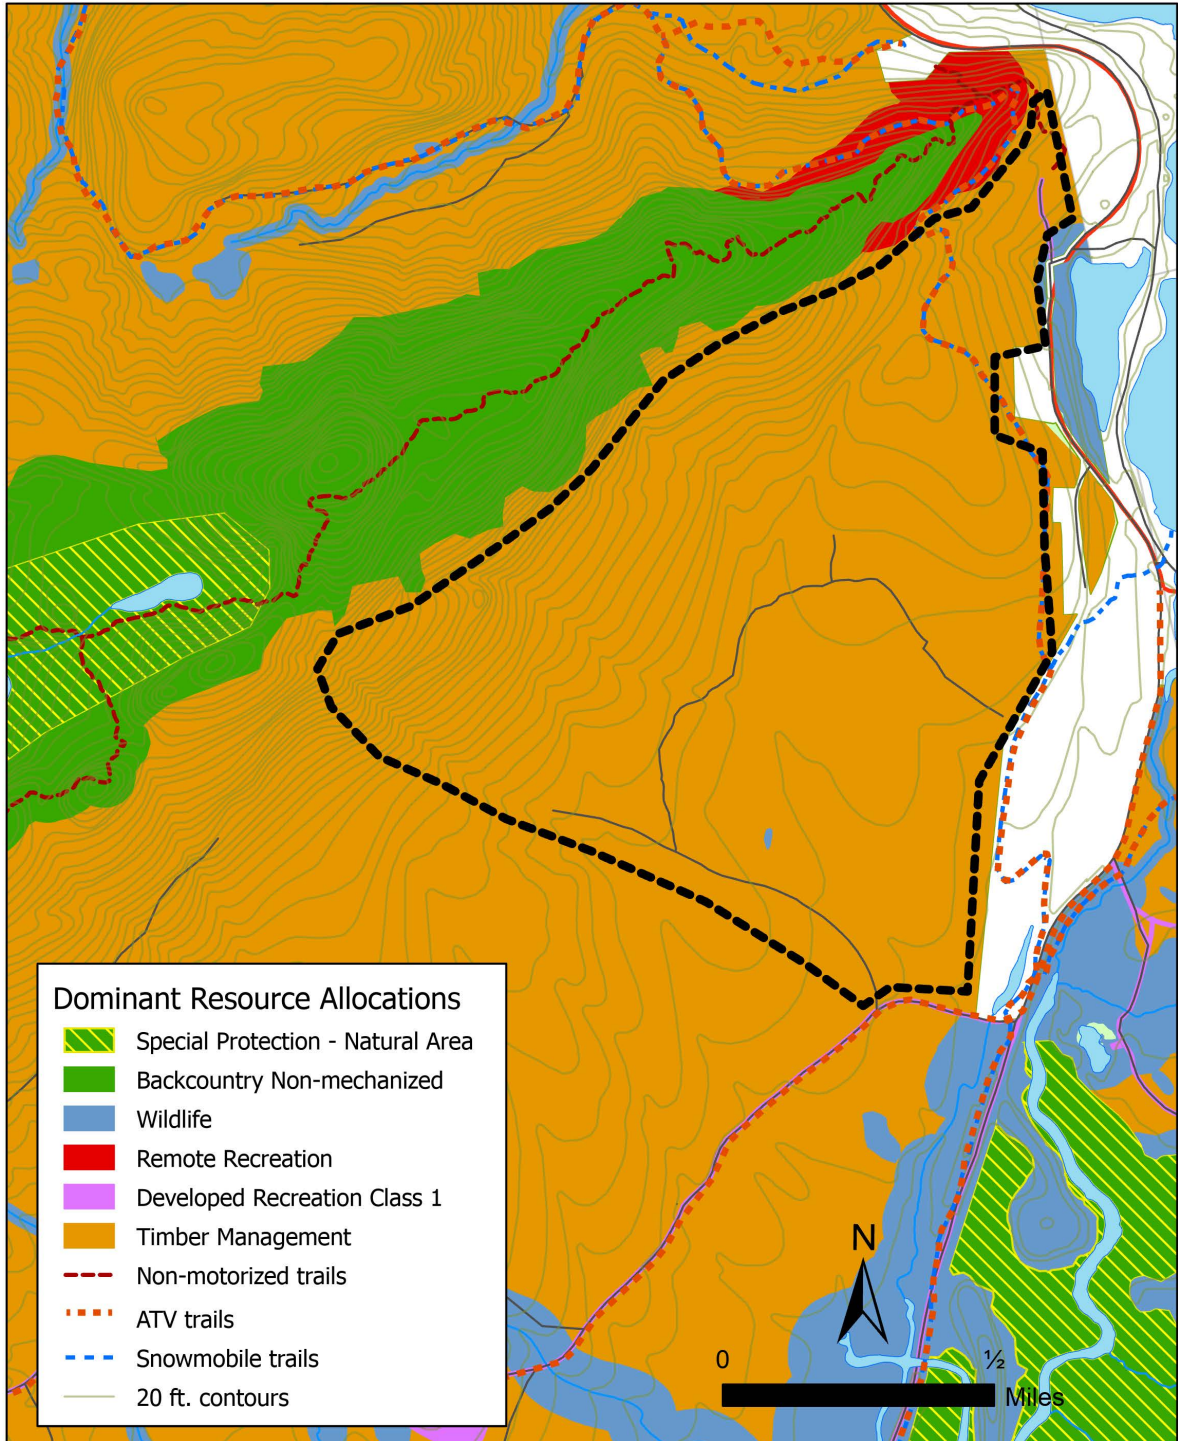 Dominant Resource Allocations
Special Protection - Natural Area
Backcountry Non-mechanized
Wildlife
Remote Recreation
Developed Recreation Class 1
Timber Management
Non-motorized trails
ATV trails
Snowmobile trails
20 ft. contours
N
0 ½
Miles